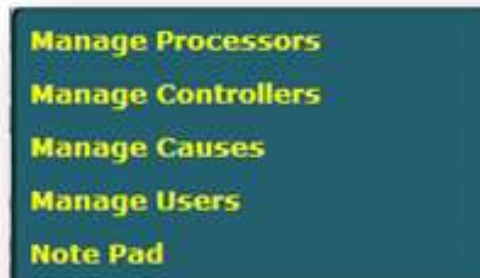 Manage Processors
Manage Controllers
Manage Causes
Manage Users
Note Pad